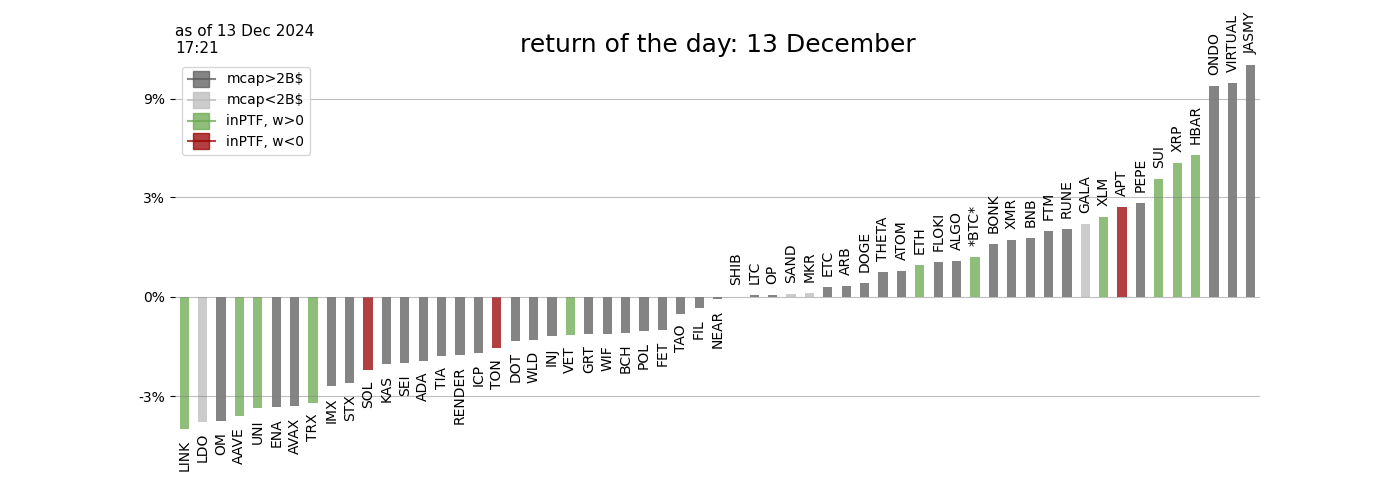 as of 13 Dec 2024
17:21
return of the day: 13 December
mcap>2B$
mcap<2B$
inPTF, w>0
inPTF, w<0
9%
3%
0%
-3%
LINK
LDO
OM
AAVE
UNI
ENA
AVAX
TRX
IMX
STX
SOL
KAS
SEI
ADA
TIA
RENDER
ICP
TON
DOT
WLD
INJ
VET
GRT
WIF
BCH
POL
FET
TAO
FIL
NEAR
SHIB
LTC
OP
SAND
MKR
ETC
ARB
DOGE
THETA
ATOM
ETH
FLOKI
ALGO
*BTC*
BONK
XMR
BNB
FTM
RUNE
GALA
XLM
APT
PEPE
SUI
XRP
HBAR
ONDO
VIRTUAL
JASMY